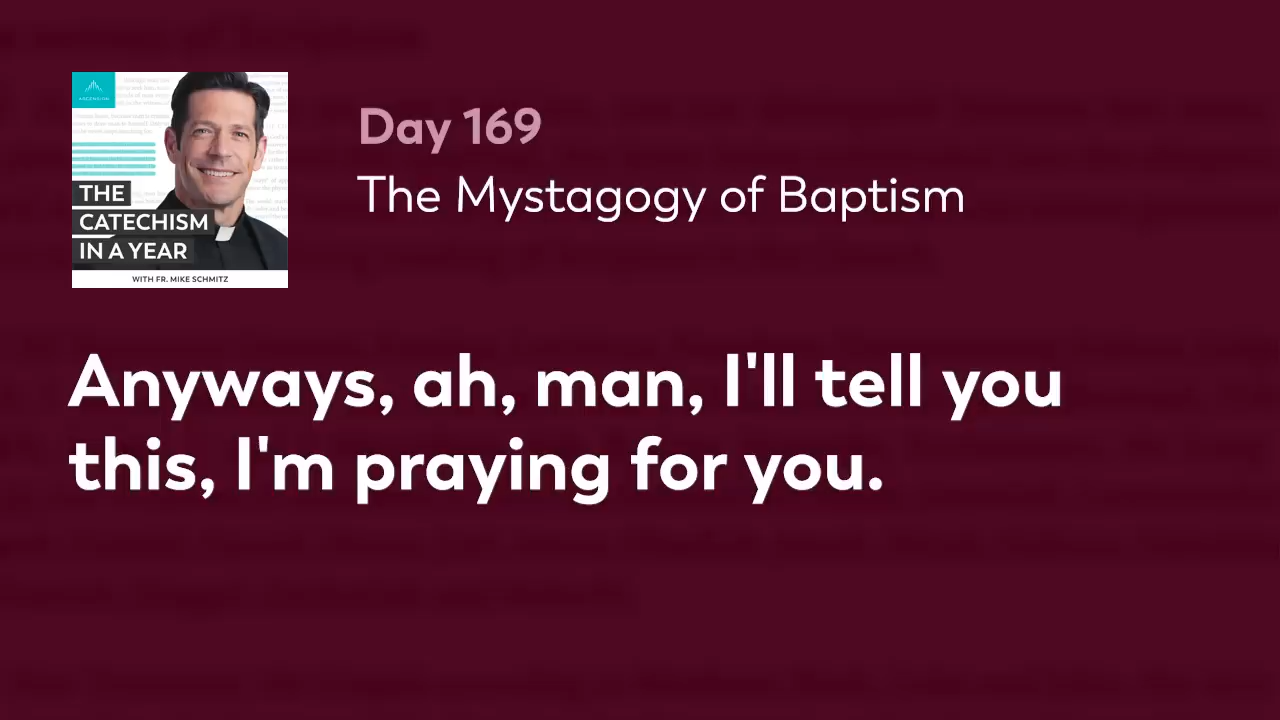 ASCENSION
THE
CATECHISM
IN A YEAR
WITH FR. MIKE SCHMITZ
Day 169
The Mystagogy of Baptism
Anyways, ah, man, I'll tell you
this, I'm praying for you.